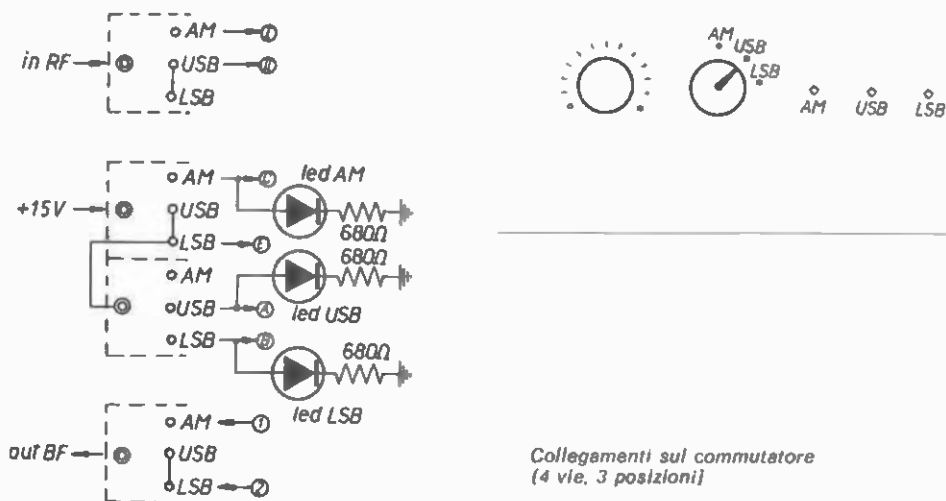 AM
in RF
USB
LSB
AM
USB
LSB
AM
USB
LSB
AM
C
led AM
+15V
USB
680Ω
LSB
E
AM
680Ω
USB
A
led USB
LSB
B
680Ω
led LSB
AM
1
out BF
USB
LSB
2
Collegamenti sul commutatore
(4 vie, 3 posizioni]